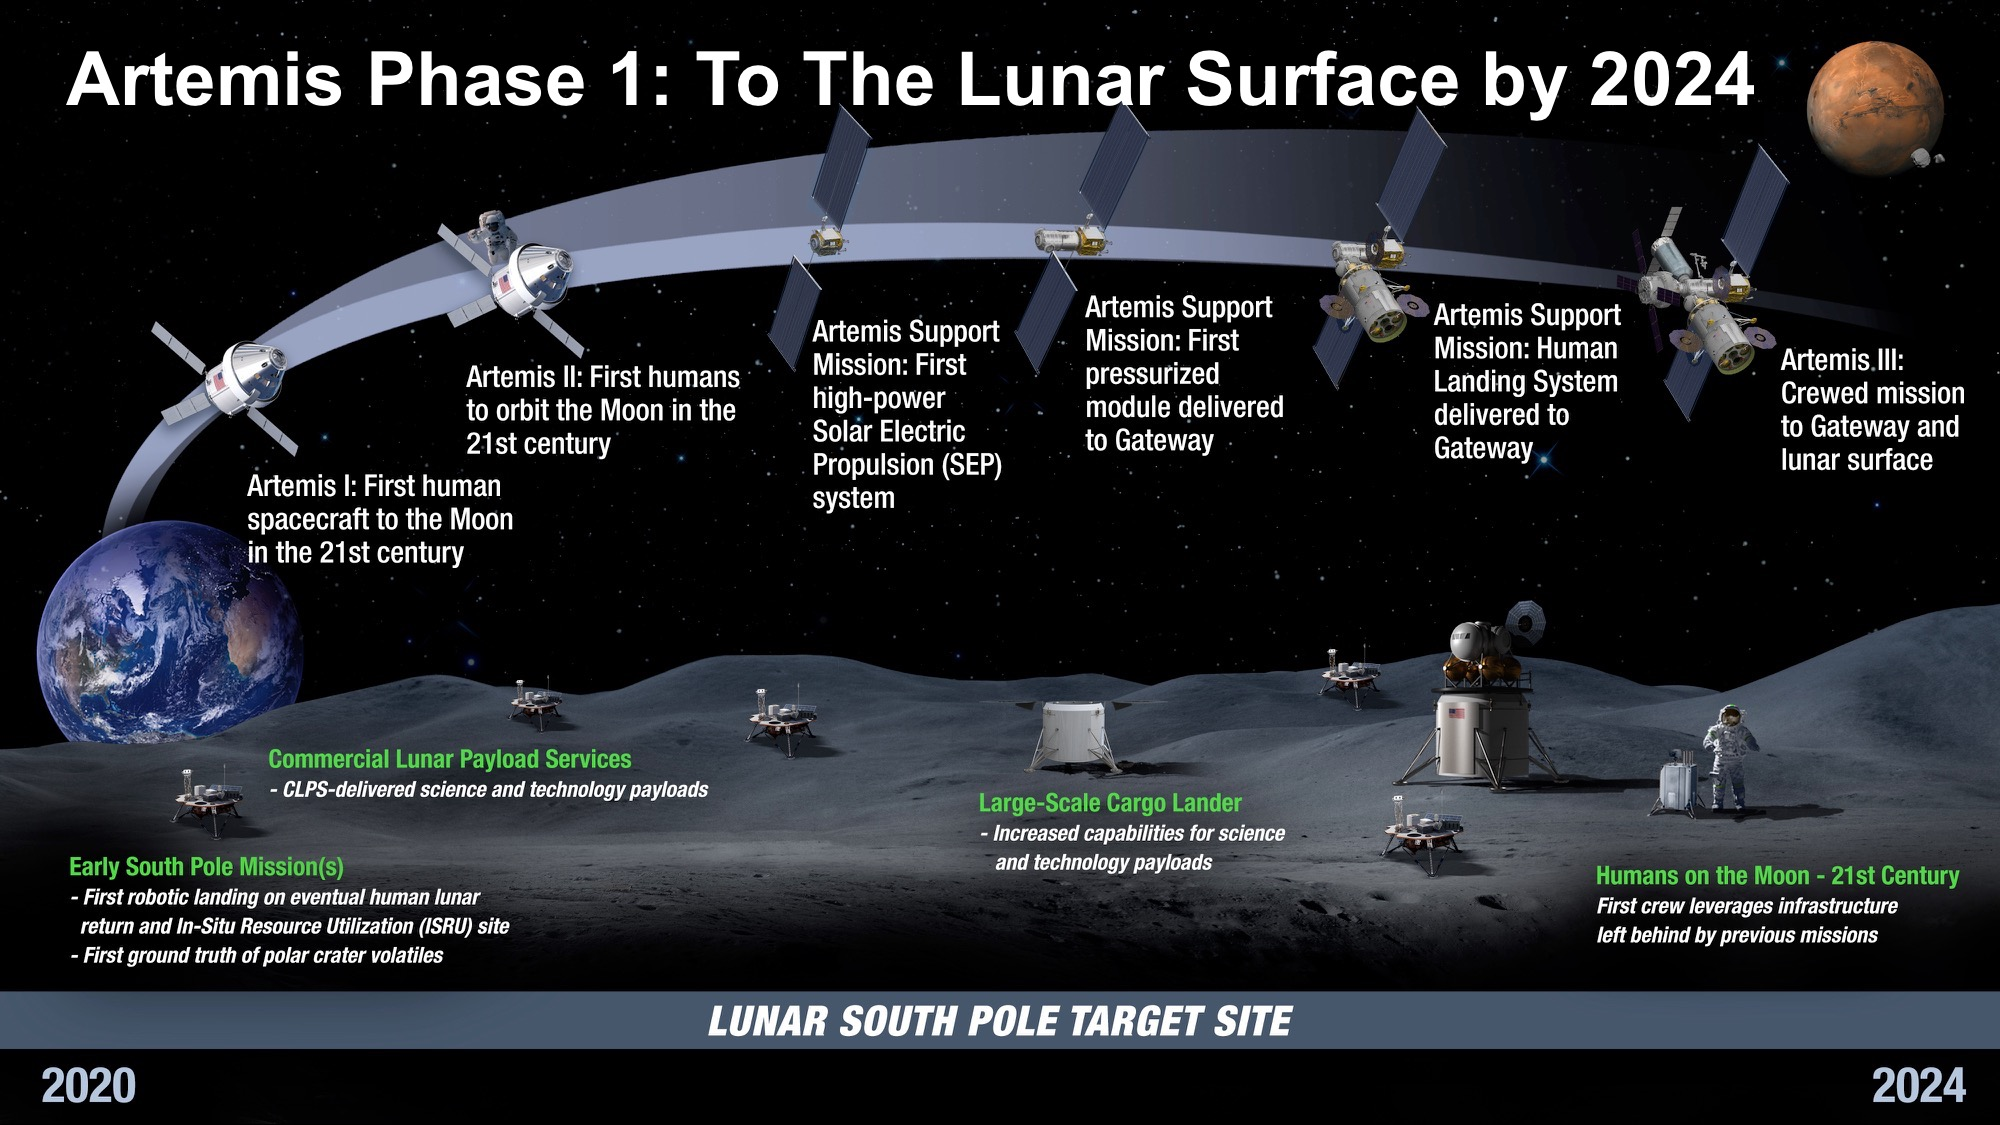 Artemis Phase 1: To The Lunar Surface by 2024
Artemis I: First human
spacecraft to the Moon
in the 21st century
Artemis II: First humans
to orbit the Moon in the
21st century
Artemis Support
Mission: First
high-power
Solar Electric
Propulsion (SEP)
system
Artemis Support
Mission: First
pressurized
module delivered
to Gateway
Artemis Support
Mission: Human
Landing System
delivered to
Gateway
Artemis III:
Crewed mission
to Gateway and
lunar surface
Commercial Lunar Payload Services
- CLPS-delivered science and technology payloads
Early South Pole Mission(s)
- First robotic landing on eventual human lunar
return and In-Situ Resource Utilization (ISRU) site
- First ground truth of polar crater volatiles
Large-Scale Cargo Lander
- Increased capabilities for science
and technology payloads
Humans on the Moon - 21st Century
First crew leverages infrastructure
left behind by previous missions
LUNAR SOUTH POLE TARGET SITE
2020
2024